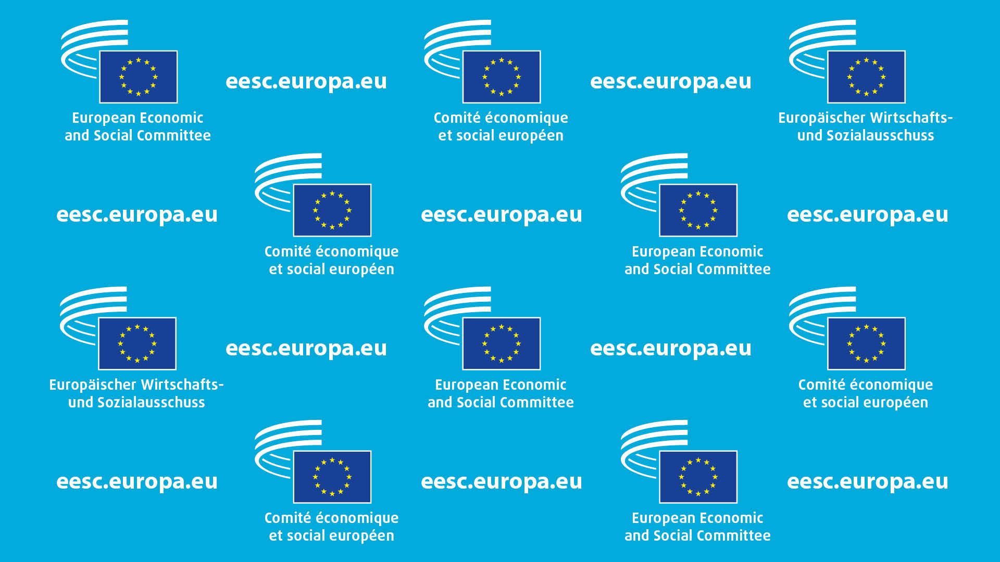 eesc.europa.eu
eesc.europa.eu
European Economic
and Social Committee
Comité économique
et social européen
Europäischer Wirtschafts-
und Sozialausschuss
eesc.europa.eu
eesc.europa.eu
eesc.europa.eu
Comité économique
et social européen
European Economic
and Social Committee
eesc.europa.eu
eesc.europa.eu
Europäischer Wirtschafts-
und Sozialausschuss
European Economic
and Social Committee
Comité économique
et social européen
eesc.europa.eu
eesc.europa.eu
eesc.europa.eu
Comité économique
et social européen
European Economic
and Social Committee